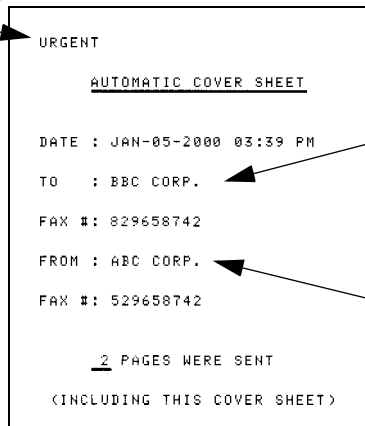 URGENT
AUTOMATIC COVER SHEET
DATE : JAN-05-2000 03:39 PM
TO : BBC CORP.
FAX #: 829658742
FROM : ABC CORP.
FAX #: 529658742
2 PAGES WERE SENT
(INCLUDING THIS COVER SHEET)